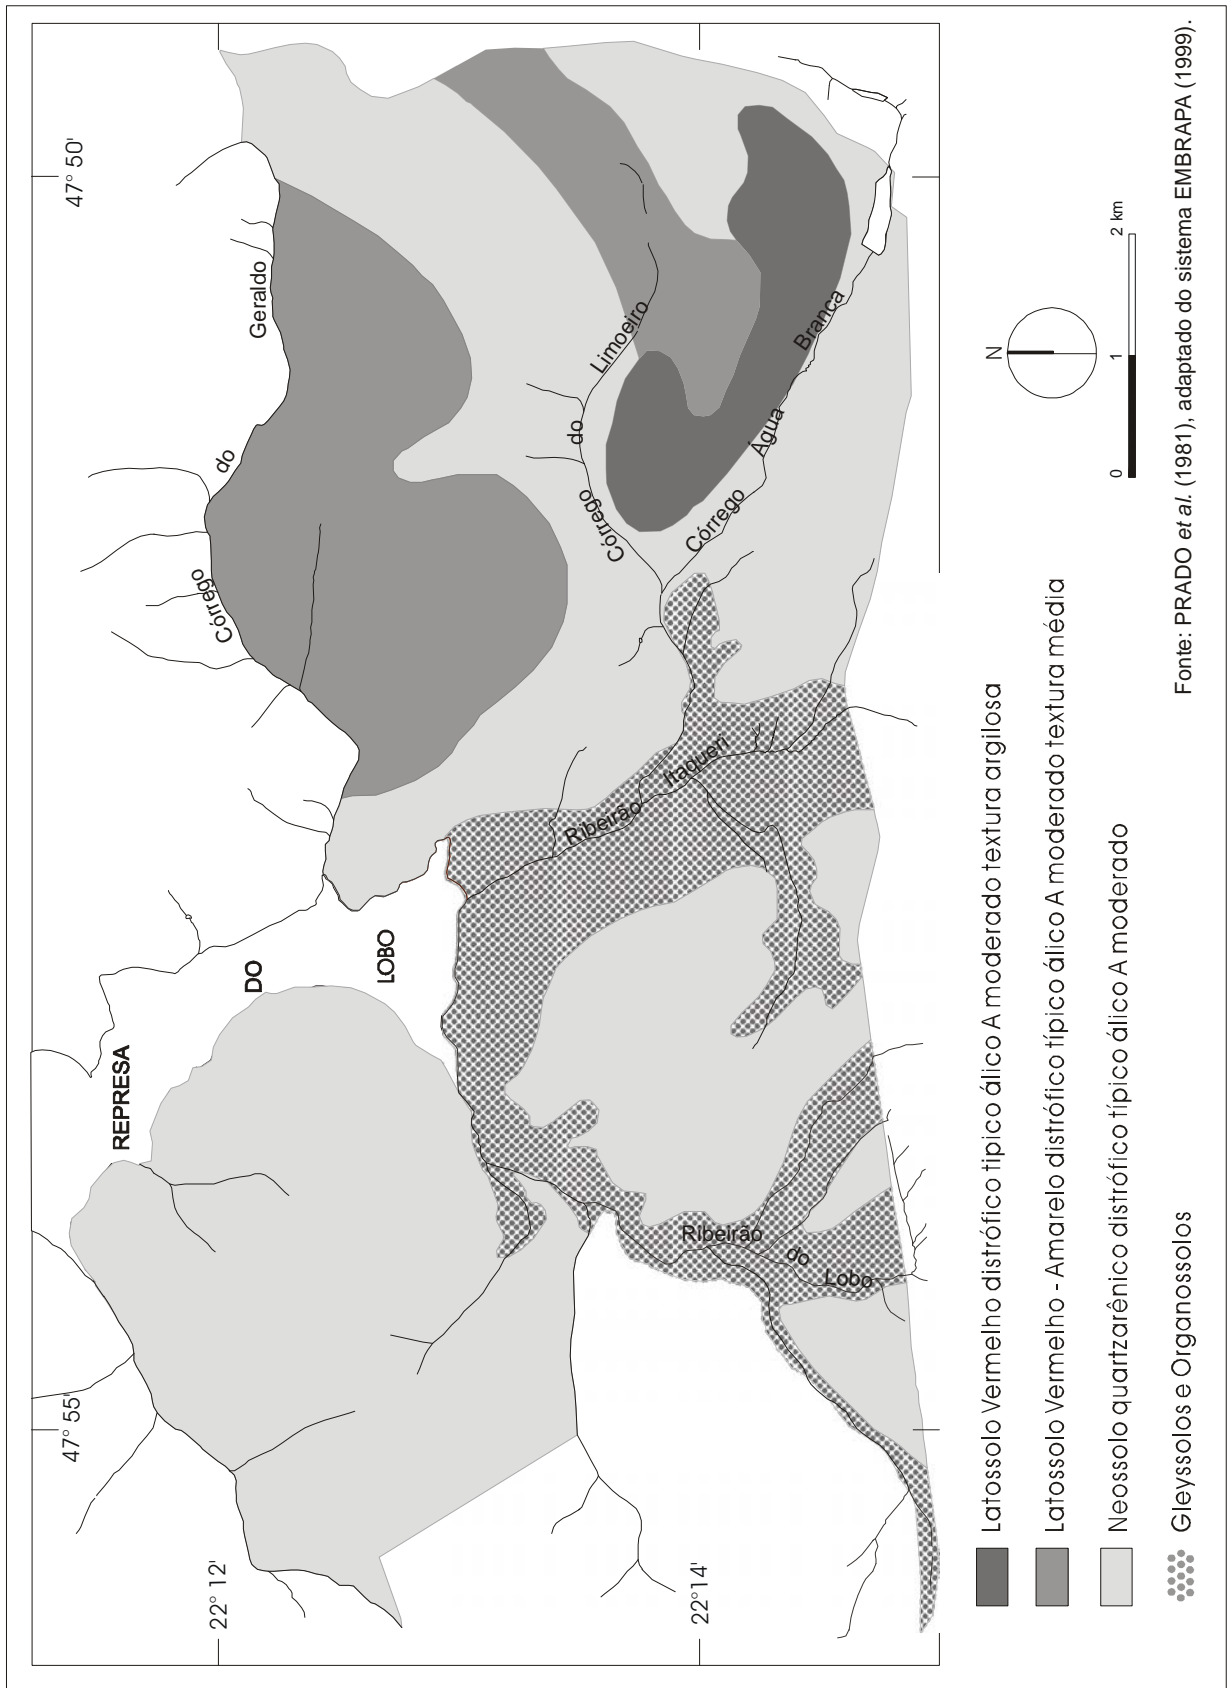 47° 55'
47° 50'
22° 12'
22°14'
REPRESA
DO
LOBO
Córrego
do
Geraldo
Córrego
do
Limoeiro
Córrego
Água
Branca
Ribeirão
Itaqueri
Ribeirão
do
Lobo
Latossolo Vermelho distrófico tipico álico A moderado textura argilosa
Latossolo Vermelho - Amarelo distrófico típico álico A moderado textura média
Neossolo quartzarênico distrófico típico álico A moderado
Gleyssolos e Organossolos
N
0 1 2 km
Fonte: PRADO et al. (1981), adaptado do sistema EMBRAPA (1999).